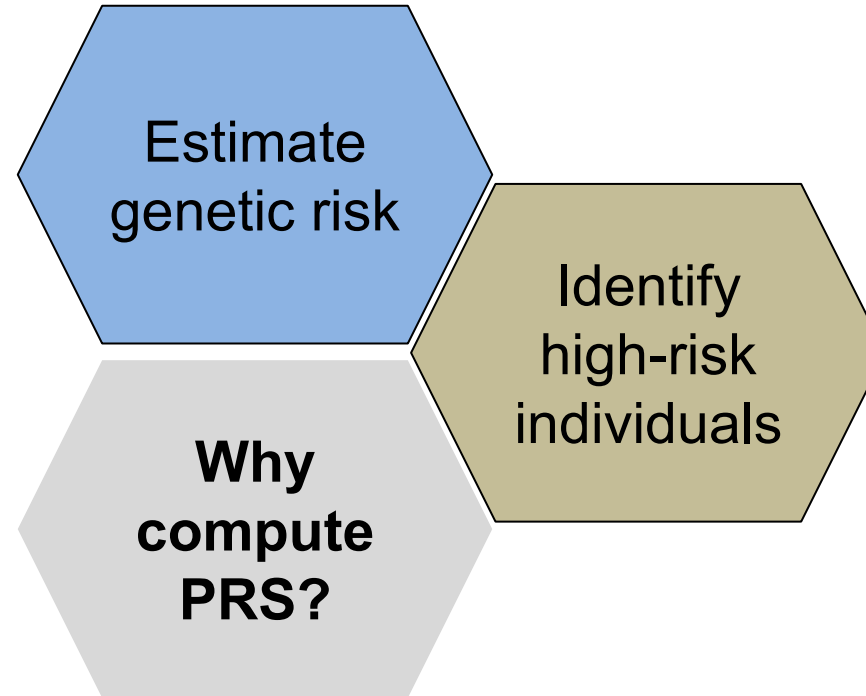 Estimate
genetic risk
Identify
high-risk
individuals
Why
compute
PRS?